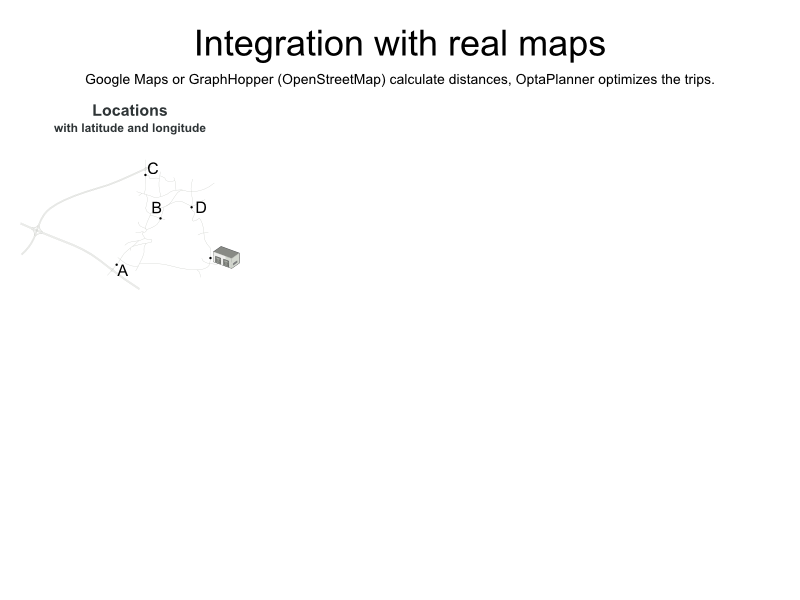 Integration with real maps
Google Maps or GraphHopper (OpenStreetMap) calculate distances, OptaPlanner optimizes the trips.
Locations
with latitude and longitude
C
B
D
A